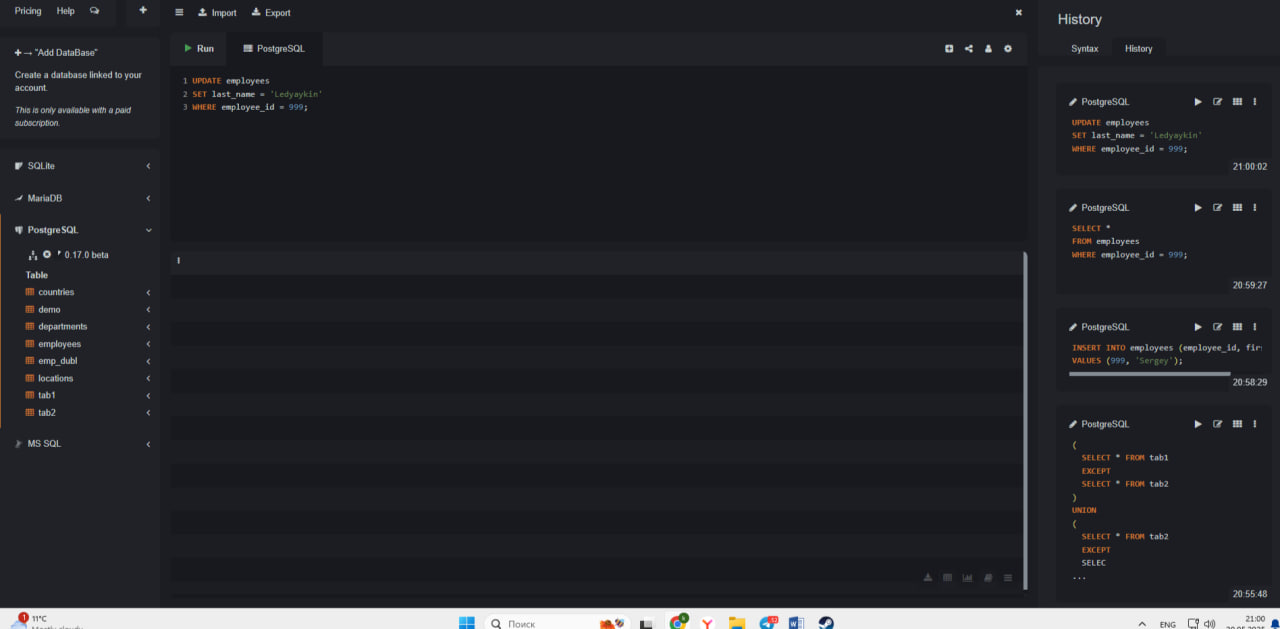 Pricing Help
Import Export
"Add DataBase"
Create a database linked to your
account.
This is only available with a paid
subscription.
SQLite
MariaDB
PostgreSQL
0.17.0 beta
Table
countries
demo
departments
employees
emp_dubl
locations
tab1
tab2
MS SQL
Run PostgreSQL
1 UPDATE employees
2 SET last_name = 'Ledyaykin'
3 WHERE employee_id = 999;
History
Syntax History
PostgreSQL
UPDATE employees
SET last_name = 'Ledyaykin'
WHERE employee_id = 999;
21:00:02
PostgreSQL
SELECT *
FROM employees
WHERE employee_id = 999;
20:59:27
PostgreSQL
INSERT INTO employees (employee_id, fir
VALUES (999, 'Sergey');
20:58:29
PostgreSQL
(
SELECT * FROM tab1
EXCEPT
SELECT * FROM tab2
)
UNION
(
SELECT * FROM tab2
EXCEPT
SELEC
...
20:55:48
1
11°C
Mostly cloudy
Поиск
ENG
21:00